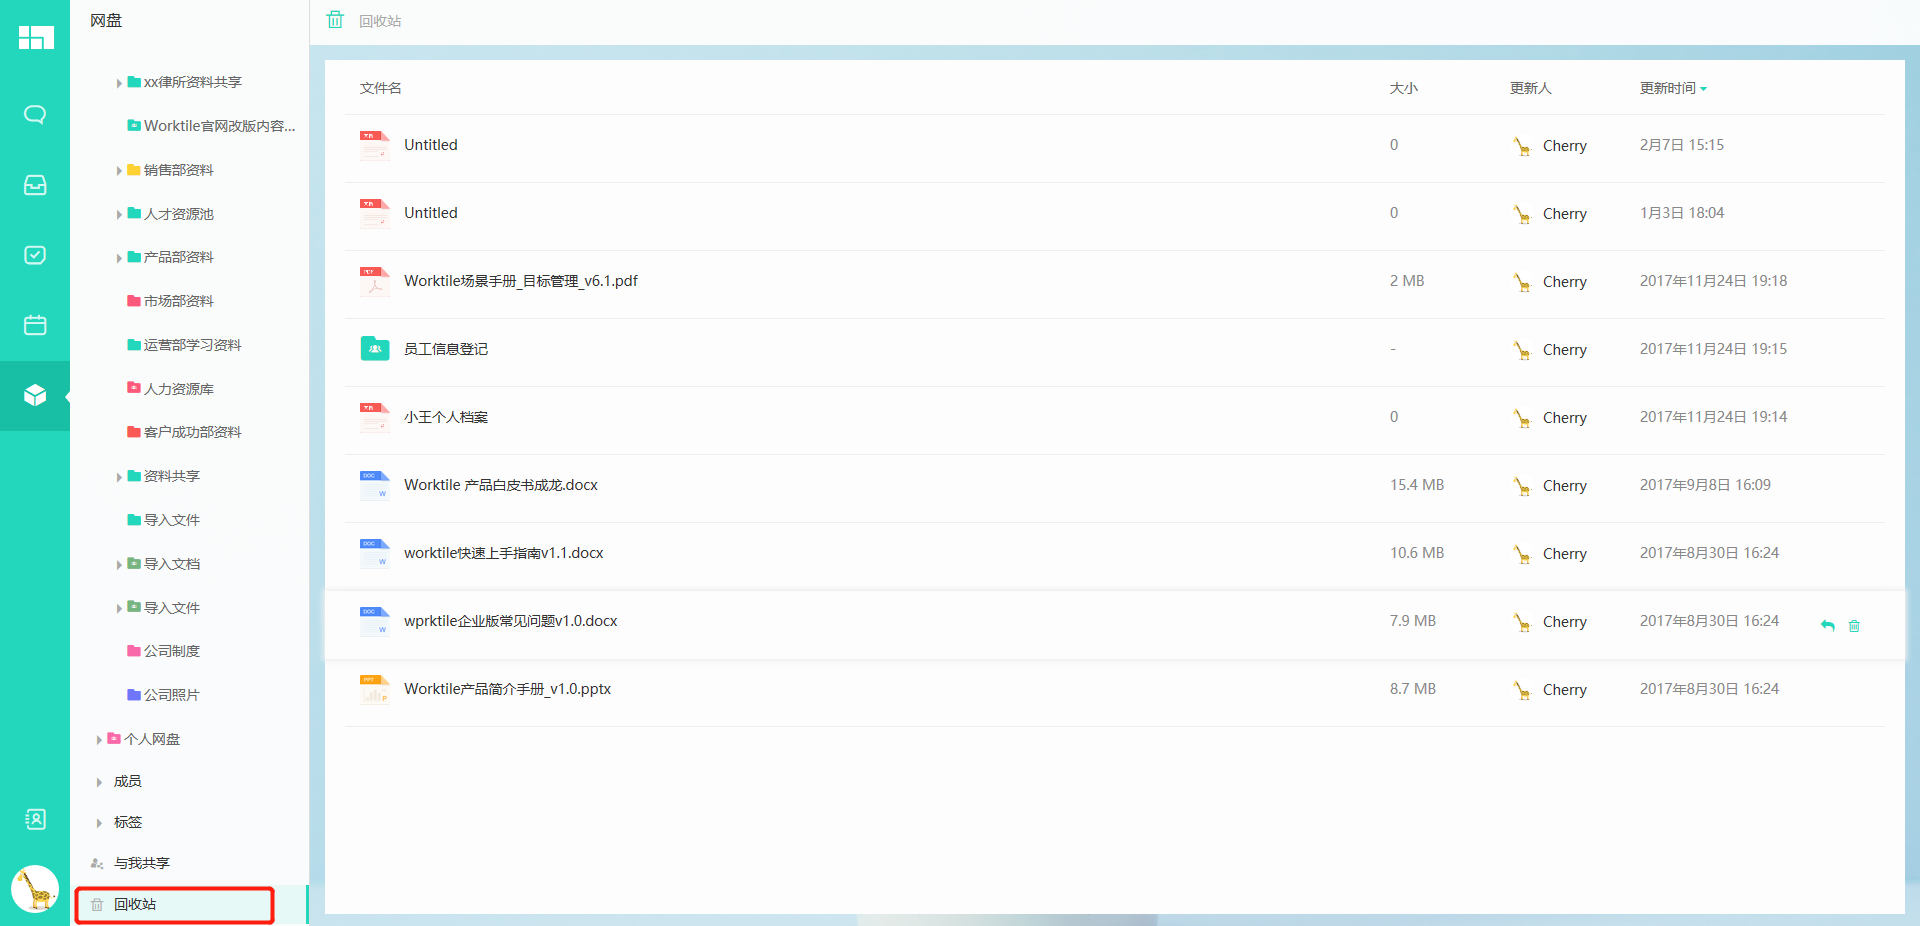 网盘
xx律所资料共享
Worktile官网改版内容...
销售部资料
人才资源池
产品部资料
市场部资料
运营部学习资料
人力资源库
客户成功部资料
资料共享
导入文件
导入文档
导入文件
公司制度
公司照片
个人网盘
成员
标签
与我共享
回收站
回收站
文件名 大小 更新人 更新时间
Untitled 0 Cherry 2月7日 15:15
Untitled 0 Cherry 1月3日 18:04
PDF Worktile场景手册_目标管理_v6.1.pdf 2 MB Cherry 2017年11月24日 19:18
员工信息登记 - Cherry 2017年11月24日 19:15
小王个人档案 0 Cherry 2017年11月24日 19:14
DOC W Worktile 产品白皮书成龙.docx 15.4 MB Cherry 2017年9月8日 16:09
DOC W worktile快速上手指南v1.1.docx 10.6 MB Cherry 2017年8月30日 16:24
DOC W wprktile企业版常见问题v1.0.docx 7.9 MB Cherry 2017年8月30日 16:24
PPT P Worktile产品简介手册_v1.0.pptx 8.7 MB Cherry 2017年8月30日 16:24